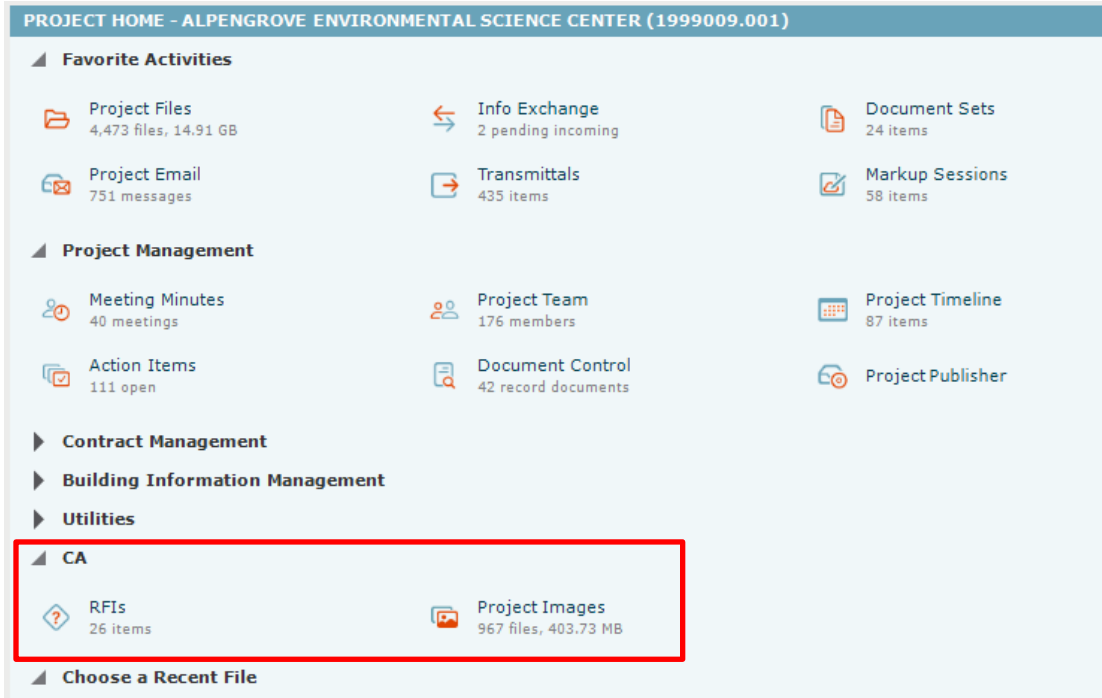 PROJECT HOME - ALPENGROVE ENVIRONMENTAL SCIENCE CENTER (1999009.001)
Favorite Activities
Project Files
4,473 files, 14.91 GB
Info Exchange
2 pending incoming
Document Sets
24 items
Project Email
751 messages
Transmittals
435 items
Markup Sessions
58 items
Project Management
Meeting Minutes
40 meetings
Project Team
176 members
Project Timeline
87 items
Action Items
111 open
Document Control
42 record documents
Project Publisher
Contract Management
Building Information Management
Utilities
CA
RFIs
26 items
Project Images
967 files, 403.73 MB
Choose a Recent File